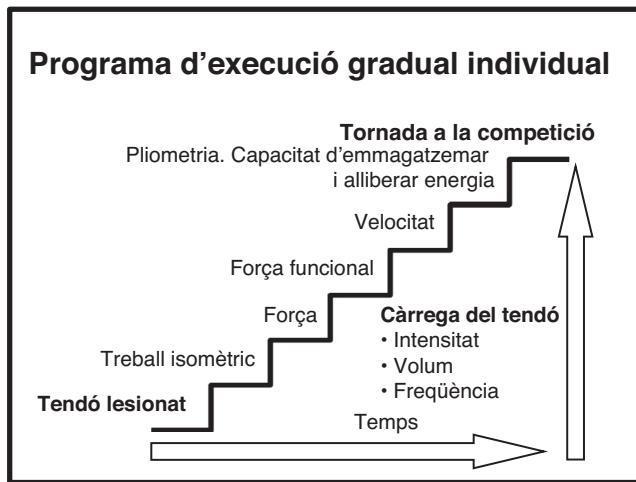 Programa d’execució gradual individual
Tornada a la competició
Pliometria. Capacitat d’emmagatzemar
i alliberar energia
Velocitat
Força funcional
Força
Treball isomètric
Tendó lesionat
Càrrega del tendó
• Intensitat
• Volum
• Freqüència
Temps